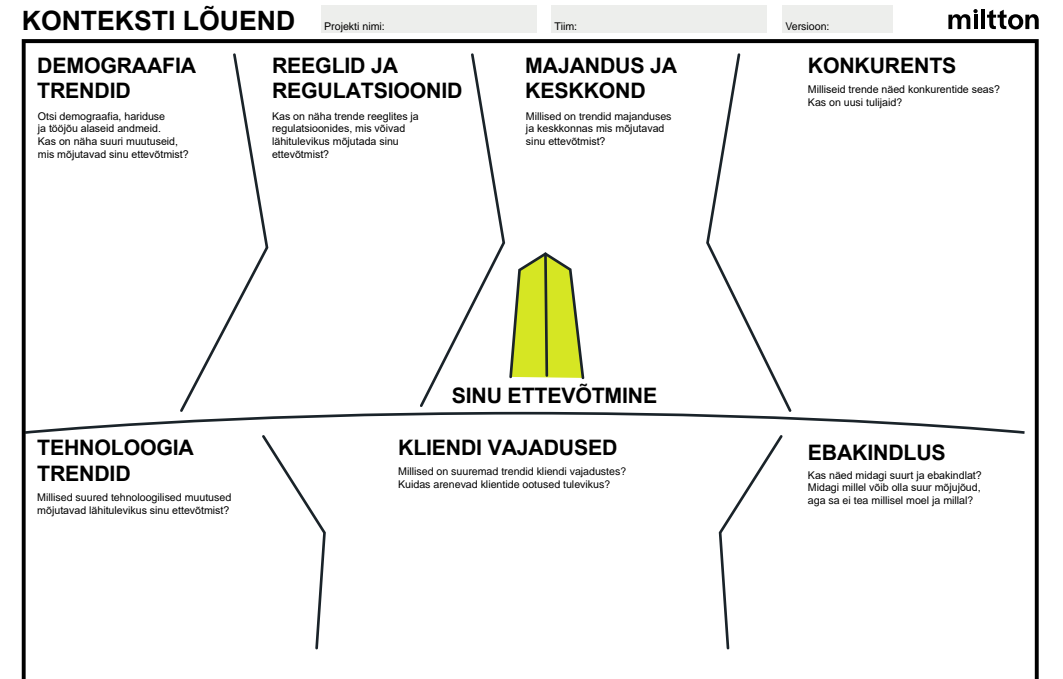 KONTEKSTI LÕUEND
Projekti nimi:
Tiim:
Versioon:
miltton
DEMOGRAAFIA
TRENDID
Otsi demograafia, hariduse
ja tööjõu alaseid andmeid.
Kas on näha suuri muutuseid,
mis mõjutavad sinu ettevõtmist?
REEGLID JA
REGULATSIOONID
Kas on näha trende reeglites ja
regulatsioonides, mis võivad
lähitulevikus mõjutada sinu
ettevõtmist?
MAJANDUS JA
KESKKOND
Millised on trendid majanduses
ja keskkonnas mis mõjutavad
sinu ettevõtmist?
KONKURENTS
Milliseid trende näed konkurentide seas?
Kas on uusi tulijaid?
SINU ETTEVÕTMINE
TEHNOLOOGIA
TRENDID
Millised suured tehnoloogilised muutused
mõjutavad lähitulevikus sinu ettevõtmist?
KLIENDI VAJADUSED
Millised on suuremad trendid kliendi vajadustes?
Kuidas arenevad klientide ootused tulevikus?
EBAKINDLUS
Kas näed midagi suurt ja ebakindlat?
Midagi millel võib olla suur mõjujõud,
aga sa ei tea millisel moel ja millal?